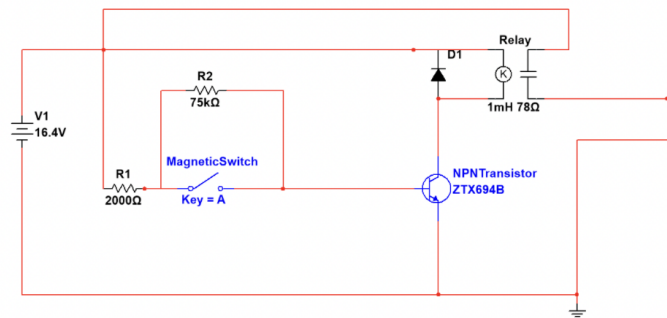 Relay
D1
K
1mH 78Ω
R2
75kΩ
V1
16.4V
MagneticSwitch
Key = A
R1
2000Ω
NPNTransistor
ZTX694B